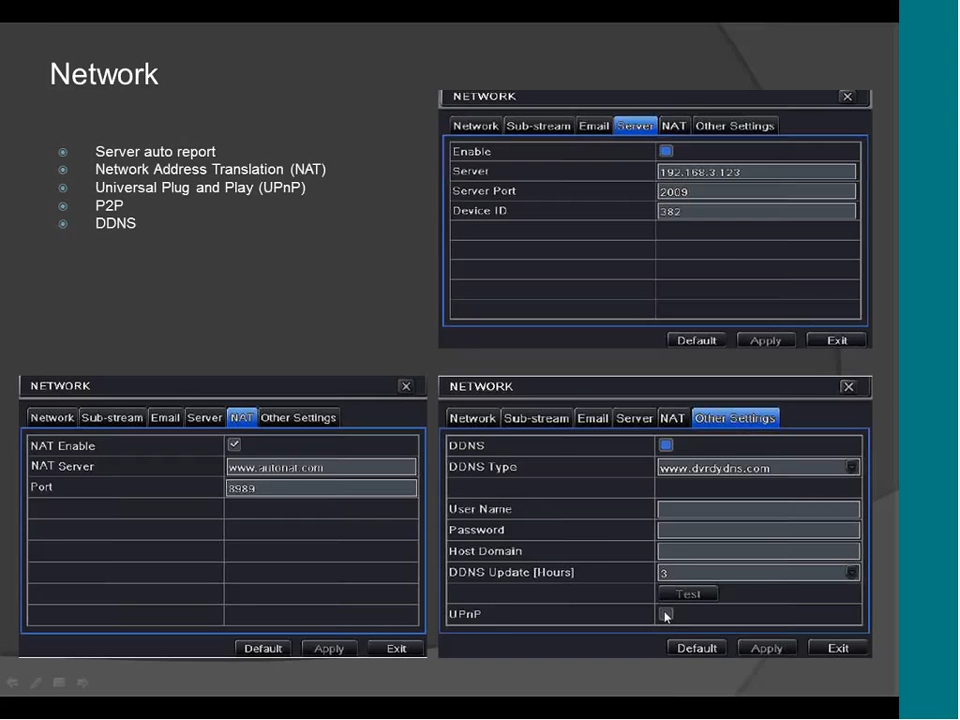 Network
Server auto report
Network Address Translation (NAT)
Universal Plug and Play (UPnP)
P2P
DDNS
NETWORK
Network Sub-stream Email Server NAT Other Settings
Enable
Server 192.168.3.123
Server Port 2009
Device ID 382
Default Apply Exit
NETWORK
Network Sub-stream Email Server NAT Other Settings
NAT Enable
NAT Server www.autonat.com
Port 8989
Default Apply Exit
NETWORK
Network Sub-stream Email Server NAT Other Settings
DDNS
DDNS Type www.dvrdydns.com
User Name
Password
Host Domain
DDNS Update [Hours] 3
Test
UPnP
Default Apply Exit